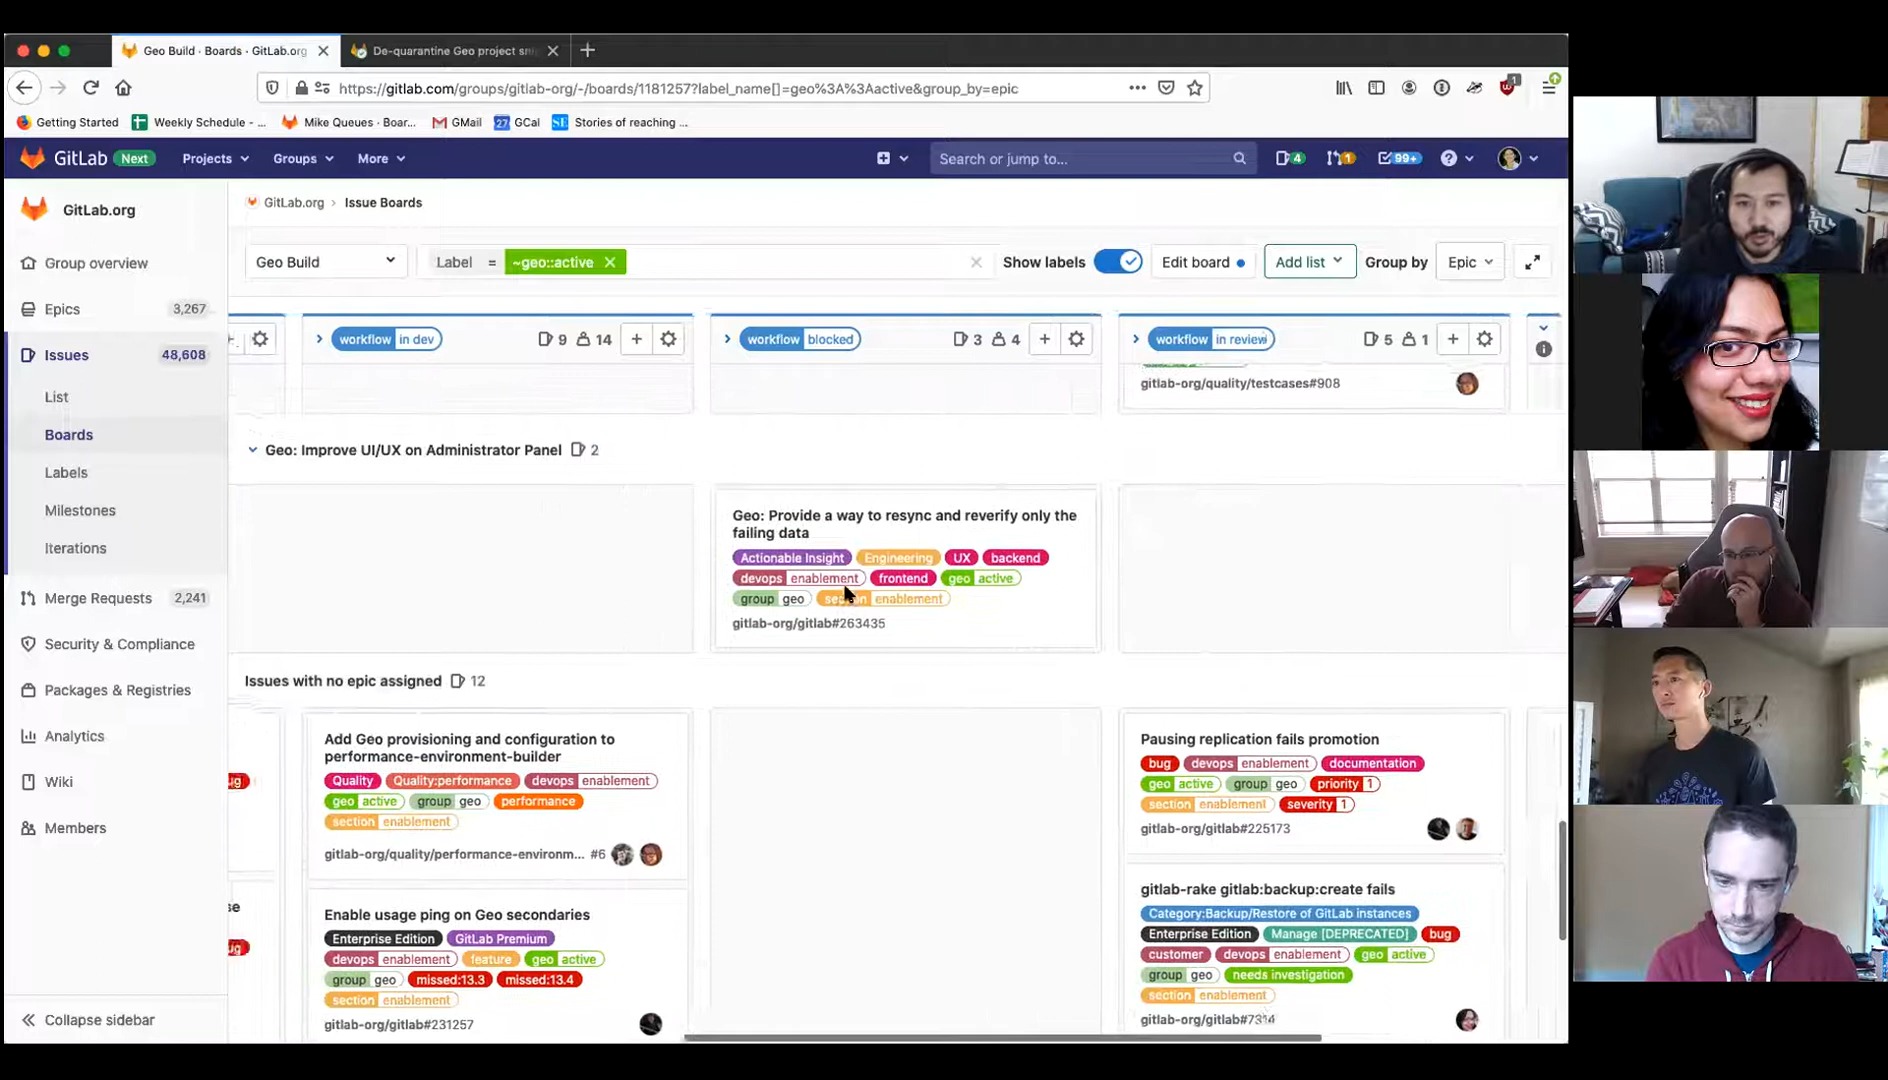 Geo Build · Boards · GitLab.org
De-quarantine Geo project sni
https://gitlab.com/groups/gitlab-org/-/boards/1181257?label_name[]=geo%3A%3Aactive&group_by=epic
1
Getting Started
Weekly Schedule - ...
Mike Queues · Boar...
GMail
27 GCal
SE Stories of reaching ...
GitLab Next
Projects
Groups
More
Search or jump to...
4
1
99+
GitLab.org
GitLab.org › Issue Boards
Geo Build
Label = ~geo::active
Show labels
Edit board
Add list
Group by
Epic
Group overview
Epics 3,267
Issues 48,608
List
Boards
Labels
Milestones
Iterations
Merge Requests 2,241
Security & Compliance
Packages & Registries
Analytics
Wiki
Members
Collapse sidebar
workflow in dev 9 14
workflow blocked 3 4
workflow in review 5 1
gitlab-org/quality/testcases#908
Geo: Improve UI/UX on Administrator Panel 2
Geo: Provide a way to resync and reverify only the
failing data
Actionable Insight Engineering UX backend
devops enablement frontend geo active
group geo section enablement
gitlab-org/gitlab#263435
Issues with no epic assigned 12
Add Geo provisioning and configuration to
performance-environment-builder
Quality Quality:performance devops enablement
geo active group geo performance
section enablement
gitlab-org/quality/performance-environm... #6
Enable usage ping on Geo secondaries
Enterprise Edition GitLab Premium
devops enablement feature geo active
group geo missed:13.3 missed:13.4
section enablement
gitlab-org/gitlab#231257
Pausing replication fails promotion
bug devops enablement documentation
geo active group geo priority 1
section enablement severity 1
gitlab-org/gitlab#225173
gitlab-rake gitlab:backup:create fails
Category:Backup/Restore of GitLab instances
Enterprise Edition Manage [DEPRECATED] bug
customer devops enablement geo active
group geo needs investigation
section enablement
gitlab-org/gitlab#7314